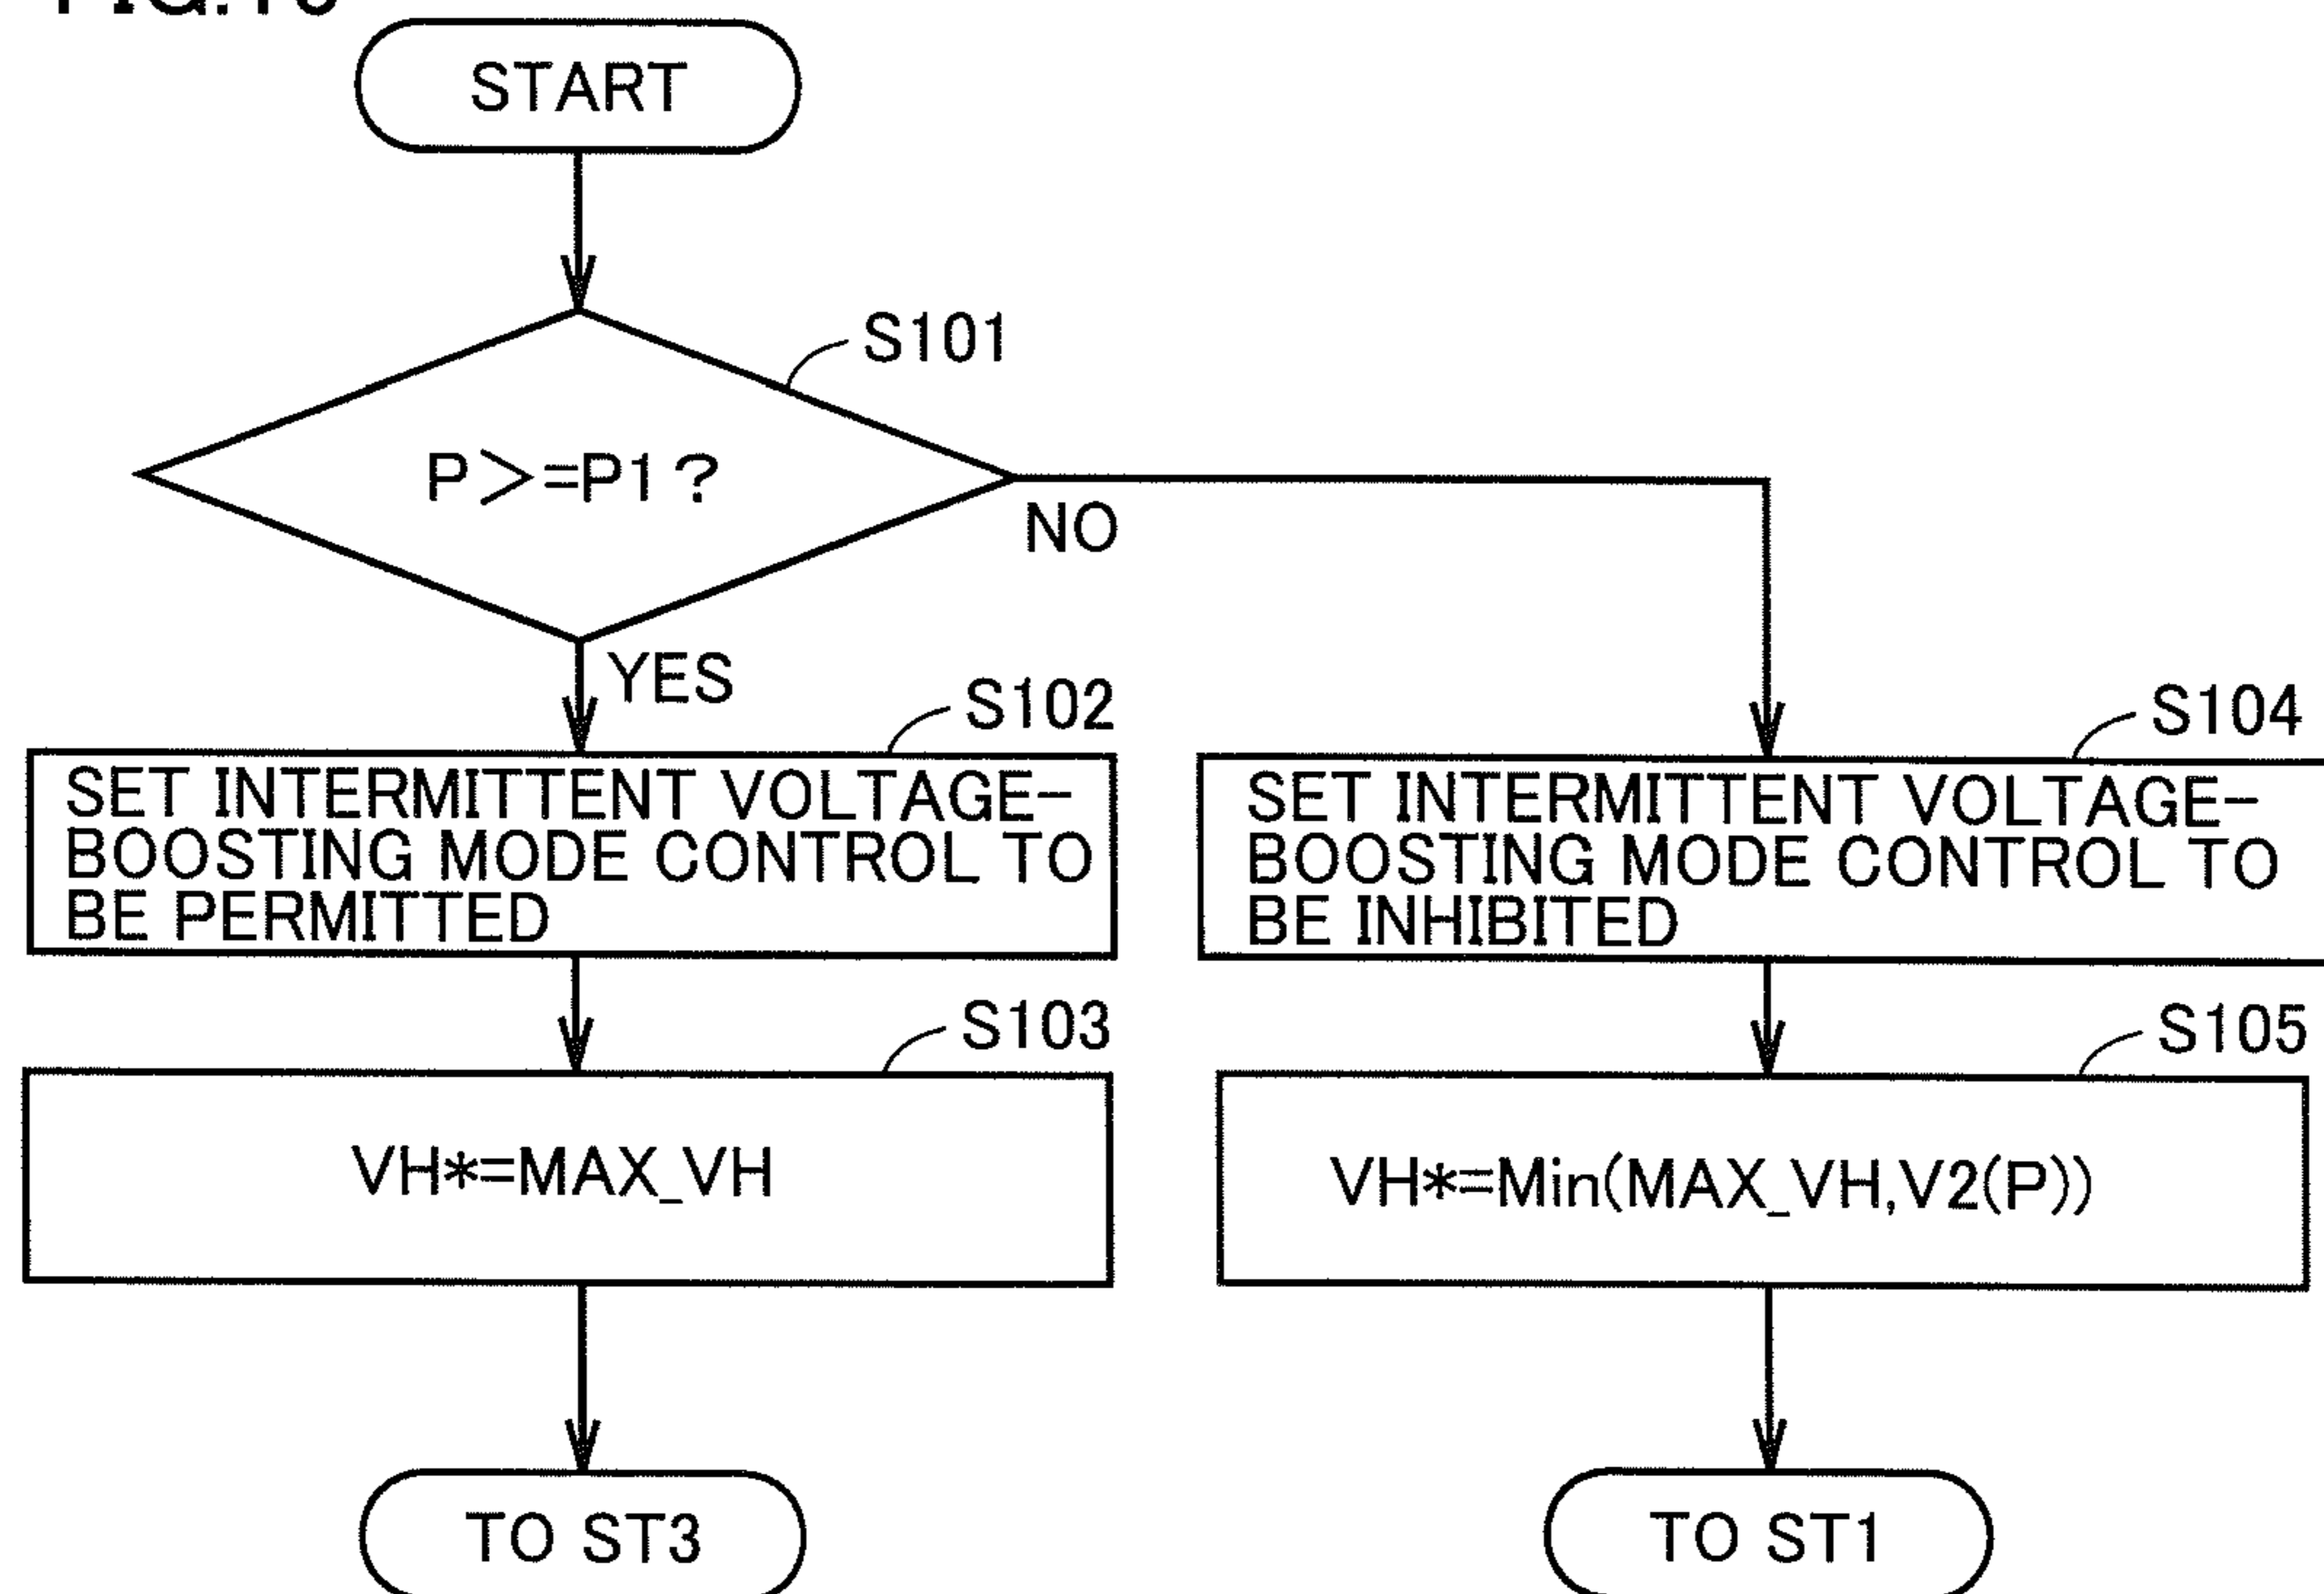 START
S101
P>=P1?
NO
YES
S102
SET INTERMITTENT VOLTAGE-
BOOSTING MODE CONTROL TO
BE PERMITTED
S104
SET INTERMITTENT VOLTAGE-
BOOSTING MODE CONTROL TO
BE INHIBITED
S103
VH*=MAX_VH
S105
VH*=Min(MAX_VH,V2(P))
TO ST3
TO ST1